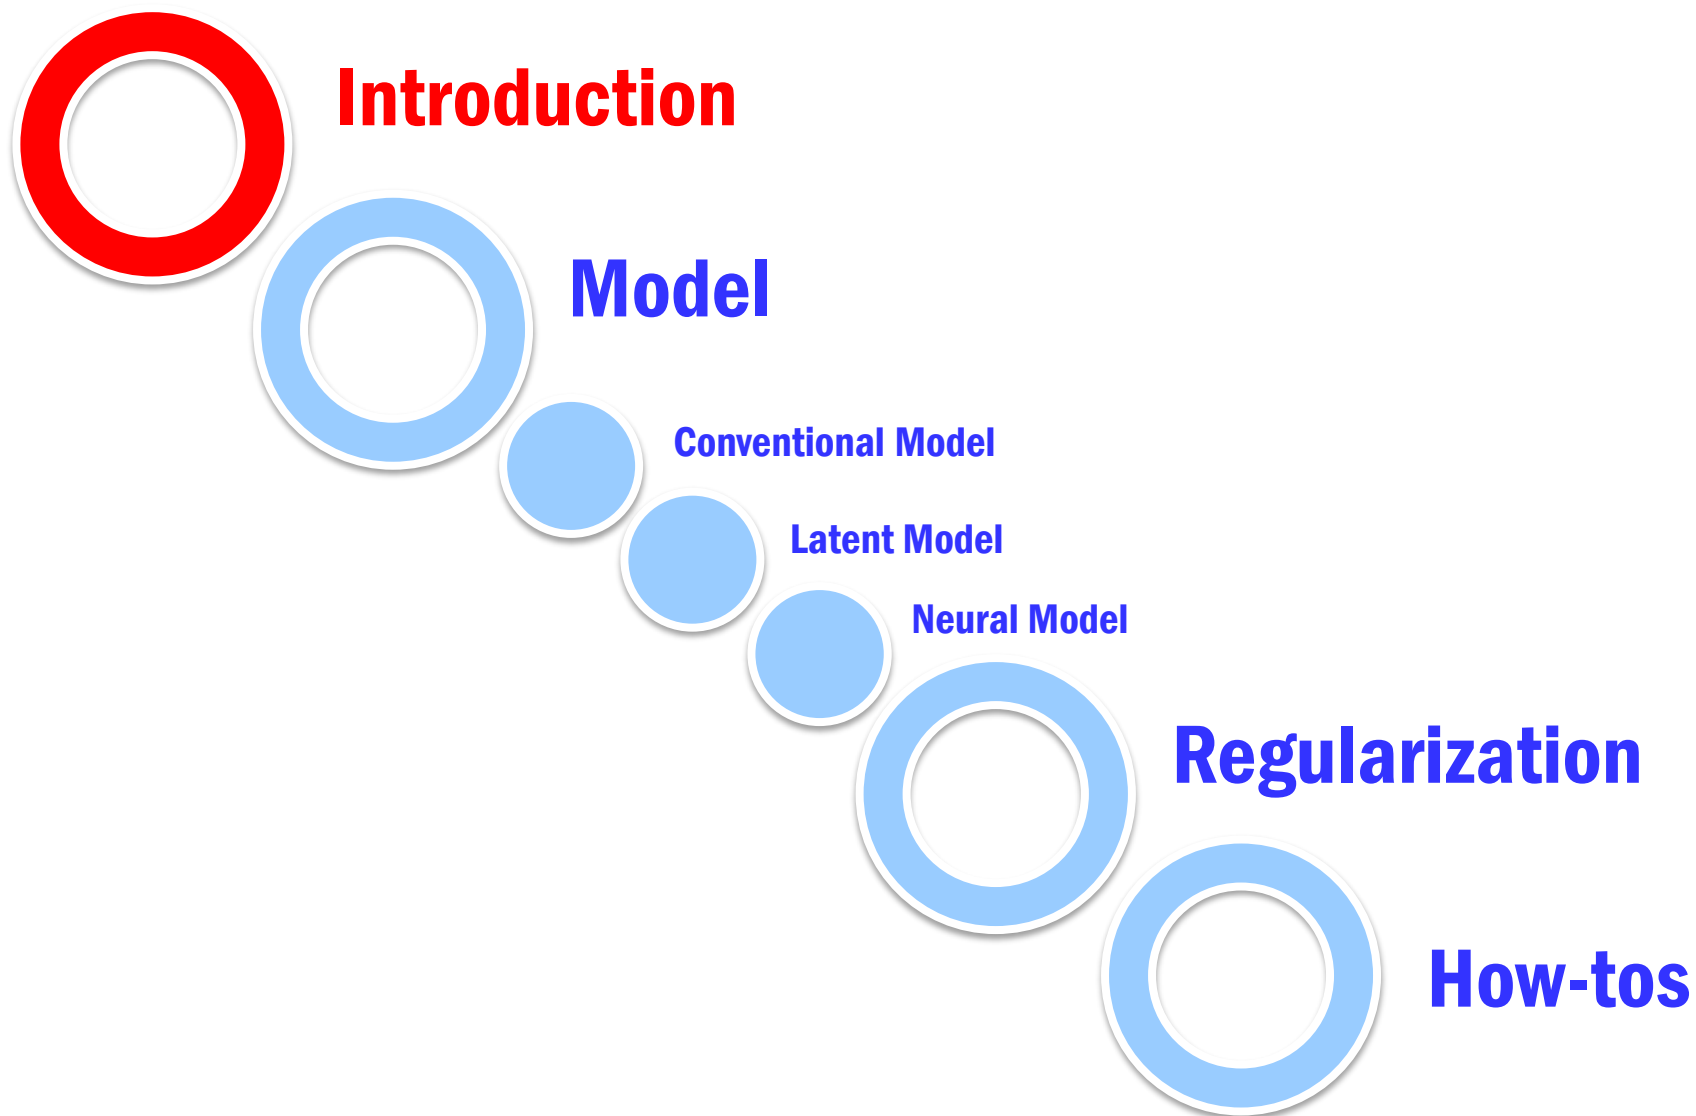 Introduction
Model
Conventional Model
Latent Model
Neural Model
Regularization
How-tos